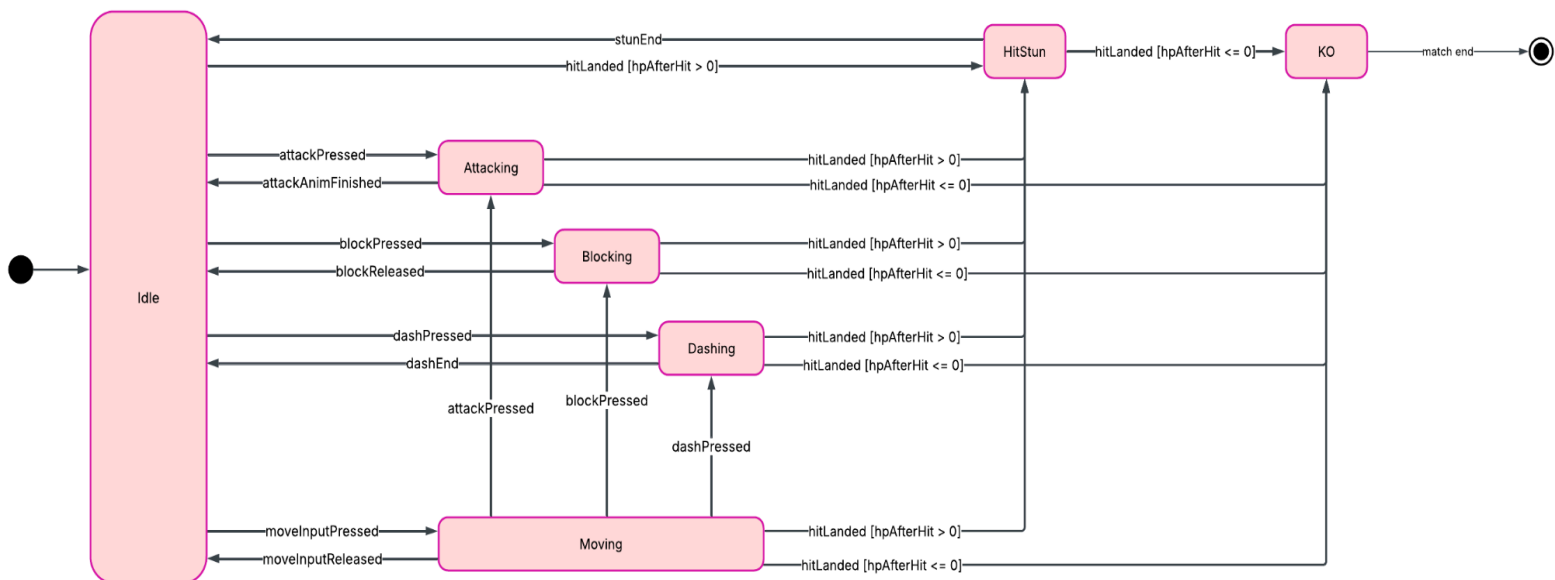 stunEnd
HitStun
hitLanded [hpAfterHit <= 0]
KO
match end
hitLanded [hpAfterHit > 0]
attackPressed
Attacking
hitLanded [hpAfterHit > 0]
attackAnimFinished
hitLanded [hpAfterHit <= 0]
blockPressed
Blocking
hitLanded [hpAfterHit > 0]
blockReleased
hitLanded [hpAfterHit <= 0]
Idle
dashPressed
Dashing
hitLanded [hpAfterHit > 0]
dashEnd
hitLanded [hpAfterHit <= 0]
attackPressed
blockPressed
dashPressed
moveInputPressed
Moving
hitLanded [hpAfterHit > 0]
moveInputReleased
hitLanded [hpAfterHit <= 0]